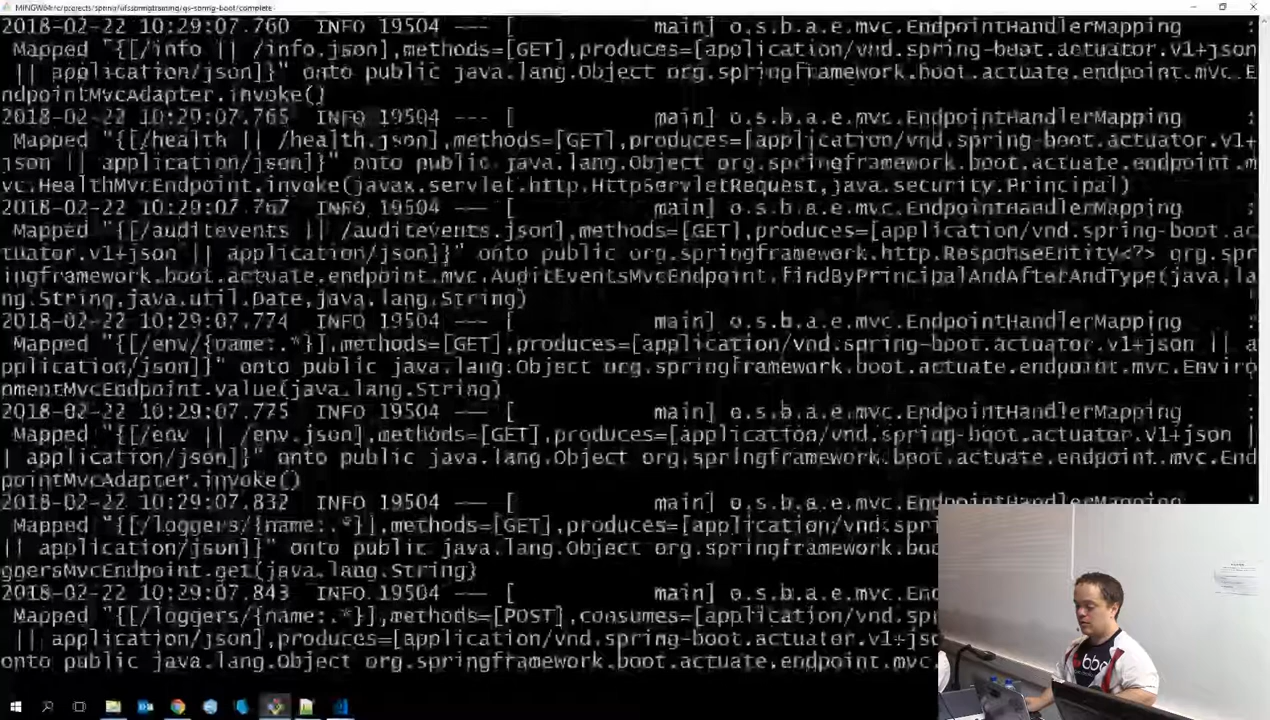 MINGW64:/c/projects/spring/bbdspringtraining/gs-spring-boot/complete
2018-02-22 10:29:07.760 INFO 19504 --- [ main] o.s.b.a.e.mvc.EndpointHandlerMapping :
Mapped "{[/info || /info.json],methods=[GET],produces=[application/vnd.spring-boot.actuator.v1+json
|| application/json]}" onto public java.lang.Object org.springframework.boot.actuate.endpoint.mvc.E
ndpointMvcAdapter.invoke()
2018-02-22 10:29:07.765 INFO 19504 --- [ main] o.s.b.a.e.mvc.EndpointHandlerMapping :
Mapped "{[/health || /health.json],methods=[GET],produces=[application/vnd.spring-boot.actuator.v1+
json || application/json]}" onto public java.lang.Object org.springframework.boot.actuate.endpoint.m
vc.HealthMvcEndpoint.invoke(javax.servlet.http.HttpServletRequest,java.security.Principal)
2018-02-22 10:29:07.767 INFO 19504 --- [ main] o.s.b.a.e.mvc.EndpointHandlerMapping :
Mapped "{[/auditevents || /auditevents.json],methods=[GET],produces=[application/vnd.spring-boot.ac
tuator.v1+json || application/json]}" onto public org.springframework.http.ResponseEntity<?> org.spr
ingframework.boot.actuate.endpoint.mvc.AuditEventsMvcEndpoint.findByPrincipalAndAfterAndType(java.la
ng.String,java.util.Date,java.lang.String)
2018-02-22 10:29:07.774 INFO 19504 --- [ main] o.s.b.a.e.mvc.EndpointHandlerMapping :
Mapped "{[/env/{name:.*}],methods=[GET],produces=[application/vnd.spring-boot.actuator.v1+json || a
pplication/json]}" onto public java.lang.Object org.springframework.boot.actuate.endpoint.mvc.Enviro
nmentMvcEndpoint.value(java.lang.String)
2018-02-22 10:29:07.775 INFO 19504 --- [ main] o.s.b.a.e.mvc.EndpointHandlerMapping :
Mapped "{[/env || /env.json],methods=[GET],produces=[application/vnd.spring-boot.actuator.v1+json |
| application/json]}" onto public java.lang.Object org.springframework.boot.actuate.endpoint.mvc.End
pointMvcAdapter.invoke()
2018-02-22 10:29:07.832 INFO 19504 --- [ main] o.s.b.a.e.mvc.EndpointHandlerMapping
Mapped "{[/loggers/{name:.*}],methods=[GET],produces=[application/vnd.spri
|| application/json]}" onto public java.lang.Object org.springframework.bo
ggersMvcEndpoint.get(java.lang.String)
2018-02-22 10:29:07.843 INFO 19504 --- [ main] o.s.b.a.e.mvc.End
Mapped "{[/loggers/{name:.*}],methods=[POST],consumes=[application/vnd.spr
|| application/json],produces=[application/vnd.spring-boot.actuator.v1+jsc
onto public java.lang.Object org.springframework.boot.actuate.endpoint.mvc.
bbd